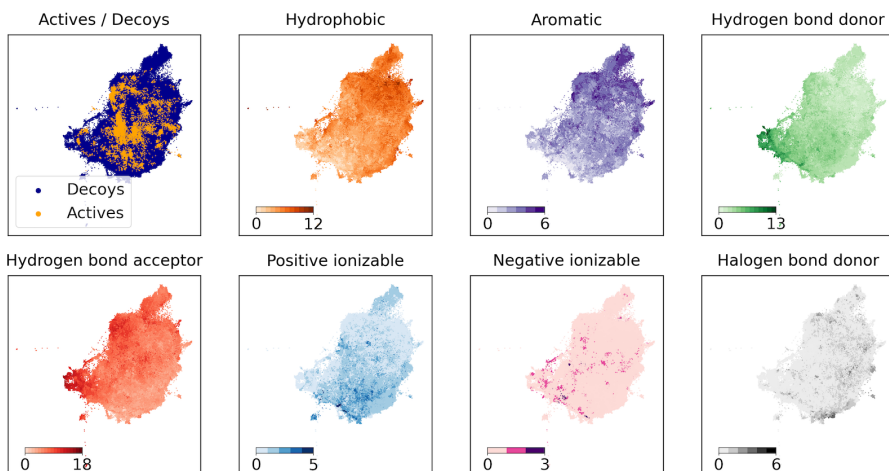 Actives / Decoys
Hydrophobic
Aromatic
Hydrogen bond donor
Decoys
Actives
0 12
0 6
0 13
Hydrogen bond acceptor
Positive ionizable
Negative ionizable
Halogen bond donor
0 18
0 5
0 3
0 6